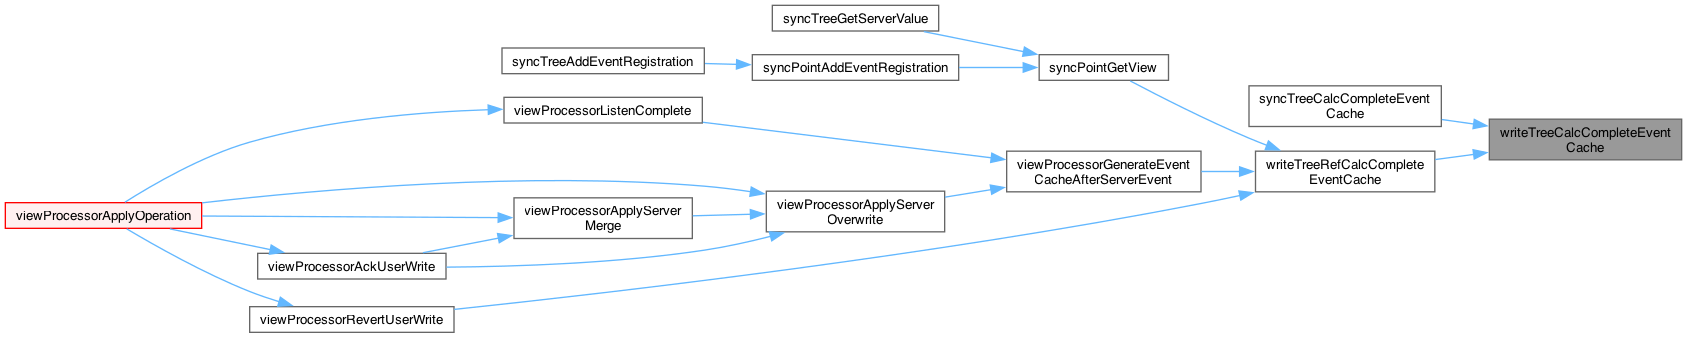 syncTreeGetServerValue
syncTreeAddEventRegistration
syncPointAddEventRegistration
syncPointGetView
viewProcessorListenComplete
syncTreeCalcCompleteEvent
Cache
writeTreeCalcCompleteEvent
Cache
viewProcessorGenerateEvent
CacheAfterServerEvent
writeTreeRefCalcComplete
EventCache
viewProcessorApplyOperation
viewProcessorApplyServer
Merge
viewProcessorApplyServer
Overwrite
viewProcessorAckUserWrite
viewProcessorRevertUserWrite